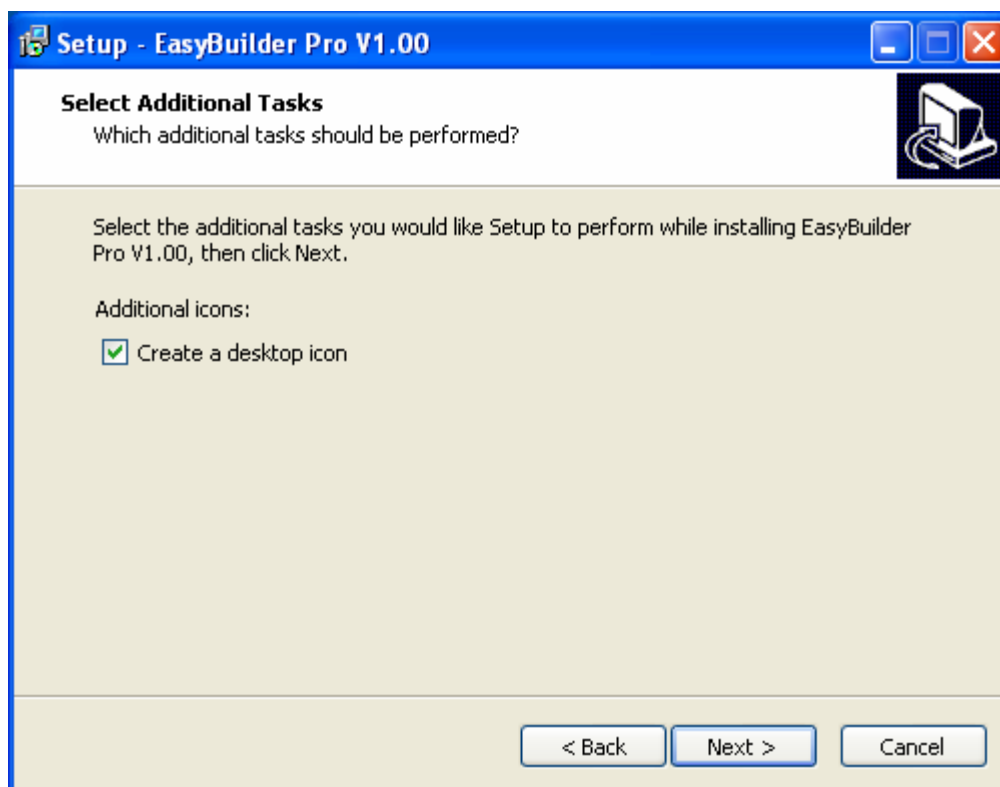 Setup - EasyBuilder Pro V1.00
Select Additional Tasks
Which additional tasks should be performed?
Select the additional tasks you would like Setup to perform while installing EasyBuilder
Pro V1.00, then click Next.
Additional icons:
Create a desktop icon
< Back
Next >
Cancel